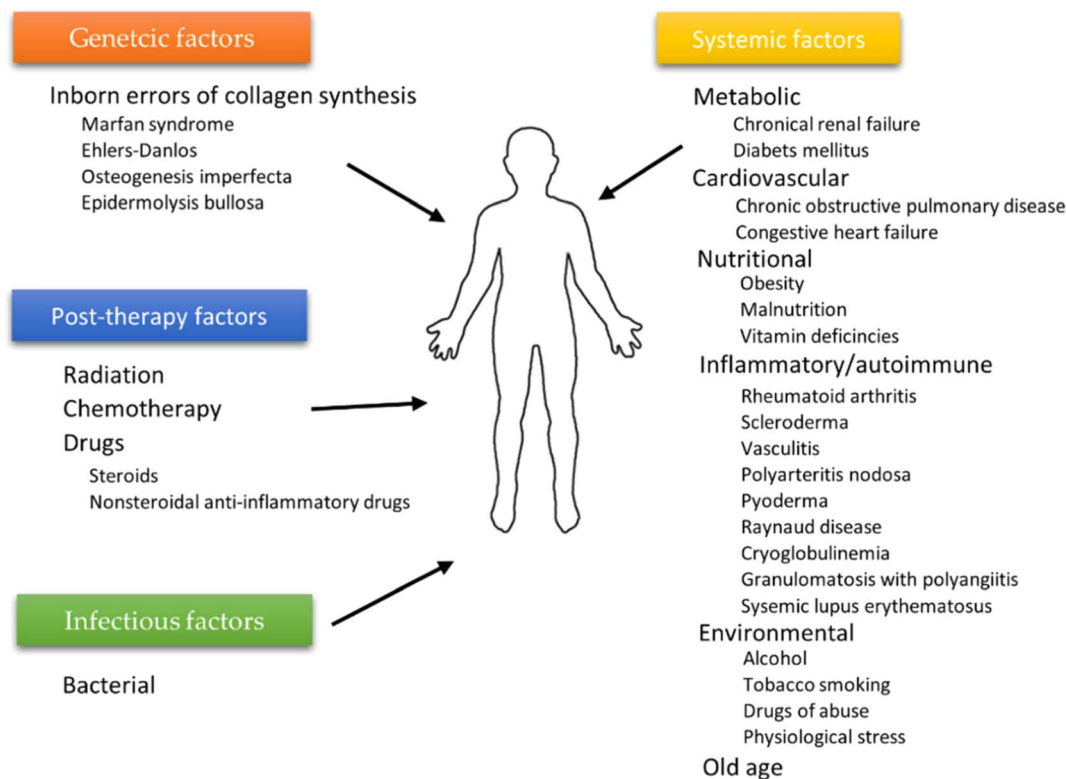 Genetcic factors
Inborn errors of collagen synthesis
Marfan syndrome
Ehlers-Danlos
Osteogenesis imperfecta
Epidermolysis bullosa
Post-therapy factors
Radiation
Chemotherapy
Drugs
Steroids
Nonsteroidal anti-inflammatory drugs
Infectious factors
Bacterial
Systemic factors
Metabolic
Chronical renal failure
Diabets mellitus
Cardiovascular
Chronic obstructive pulmonary disease
Congestive heart failure
Nutritional
Obesity
Malnutrition
Vitamin deficincies
Inflammatory/autoimmune
Rheumatoid arthritis
Scleroderma
Vasculitis
Polyarteritis nodosa
Pyoderma
Raynaud disease
Cryoglobulinemia
Granulomatosis with polyangiitis
Sysemic lupus erythematosus
Environmental
Alcohol
Tobacco smoking
Drugs of abuse
Physiological stress
Old age